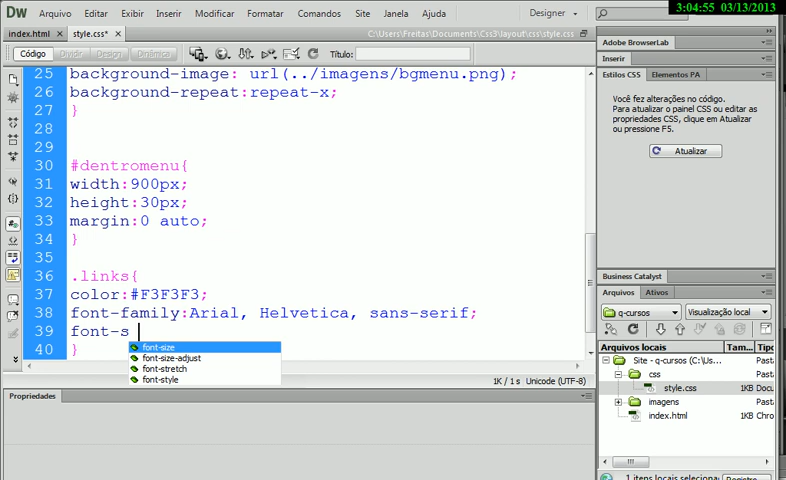 Dw Arquivo Editar Exibir Inserir Modificar Formatar Comandos Site Janela Ajuda Designer
3:04:55 03/13/2013
index.html × style.css* × C:\Users\Freitas\Documents\Css3\layout\css\style.css
Código Dividir Design Dinâmica Título:
25 background-image: url(../imagens/bgmenu.png);
26 background-repeat:repeat-x;
27 }
28
29
30 #dentromenu{
31 width:900px;
32 height:30px;
33 margin:0 auto;
34 }
35
36 .links{
37 color:#F3F3F3;
38 font-family:Arial, Helvetica, sans-serif;
39 font-s
40 }
font-size
font-size-adjust
font-stretch
font-style
1K / 1 s Unicode (UTF-8)
Propriedades
Adobe BrowserLab
Inserir
Estilos CSS Elementos PA
Você fez alterações no código.
Para atualizar o painel CSS ou editar as
propriedades CSS, clique em Atualizar
ou pressione F5.
Atualizar
Business Catalyst
Arquivos Ativos
q-cursos Visualização local
Arquivos locais Tam... Tipo
Site - q-cursos (C:\Us... Past
css Past
style.css 1KB Docu
imagens Past
index.html 1KB Chro
1 itens locais seleciona Registro